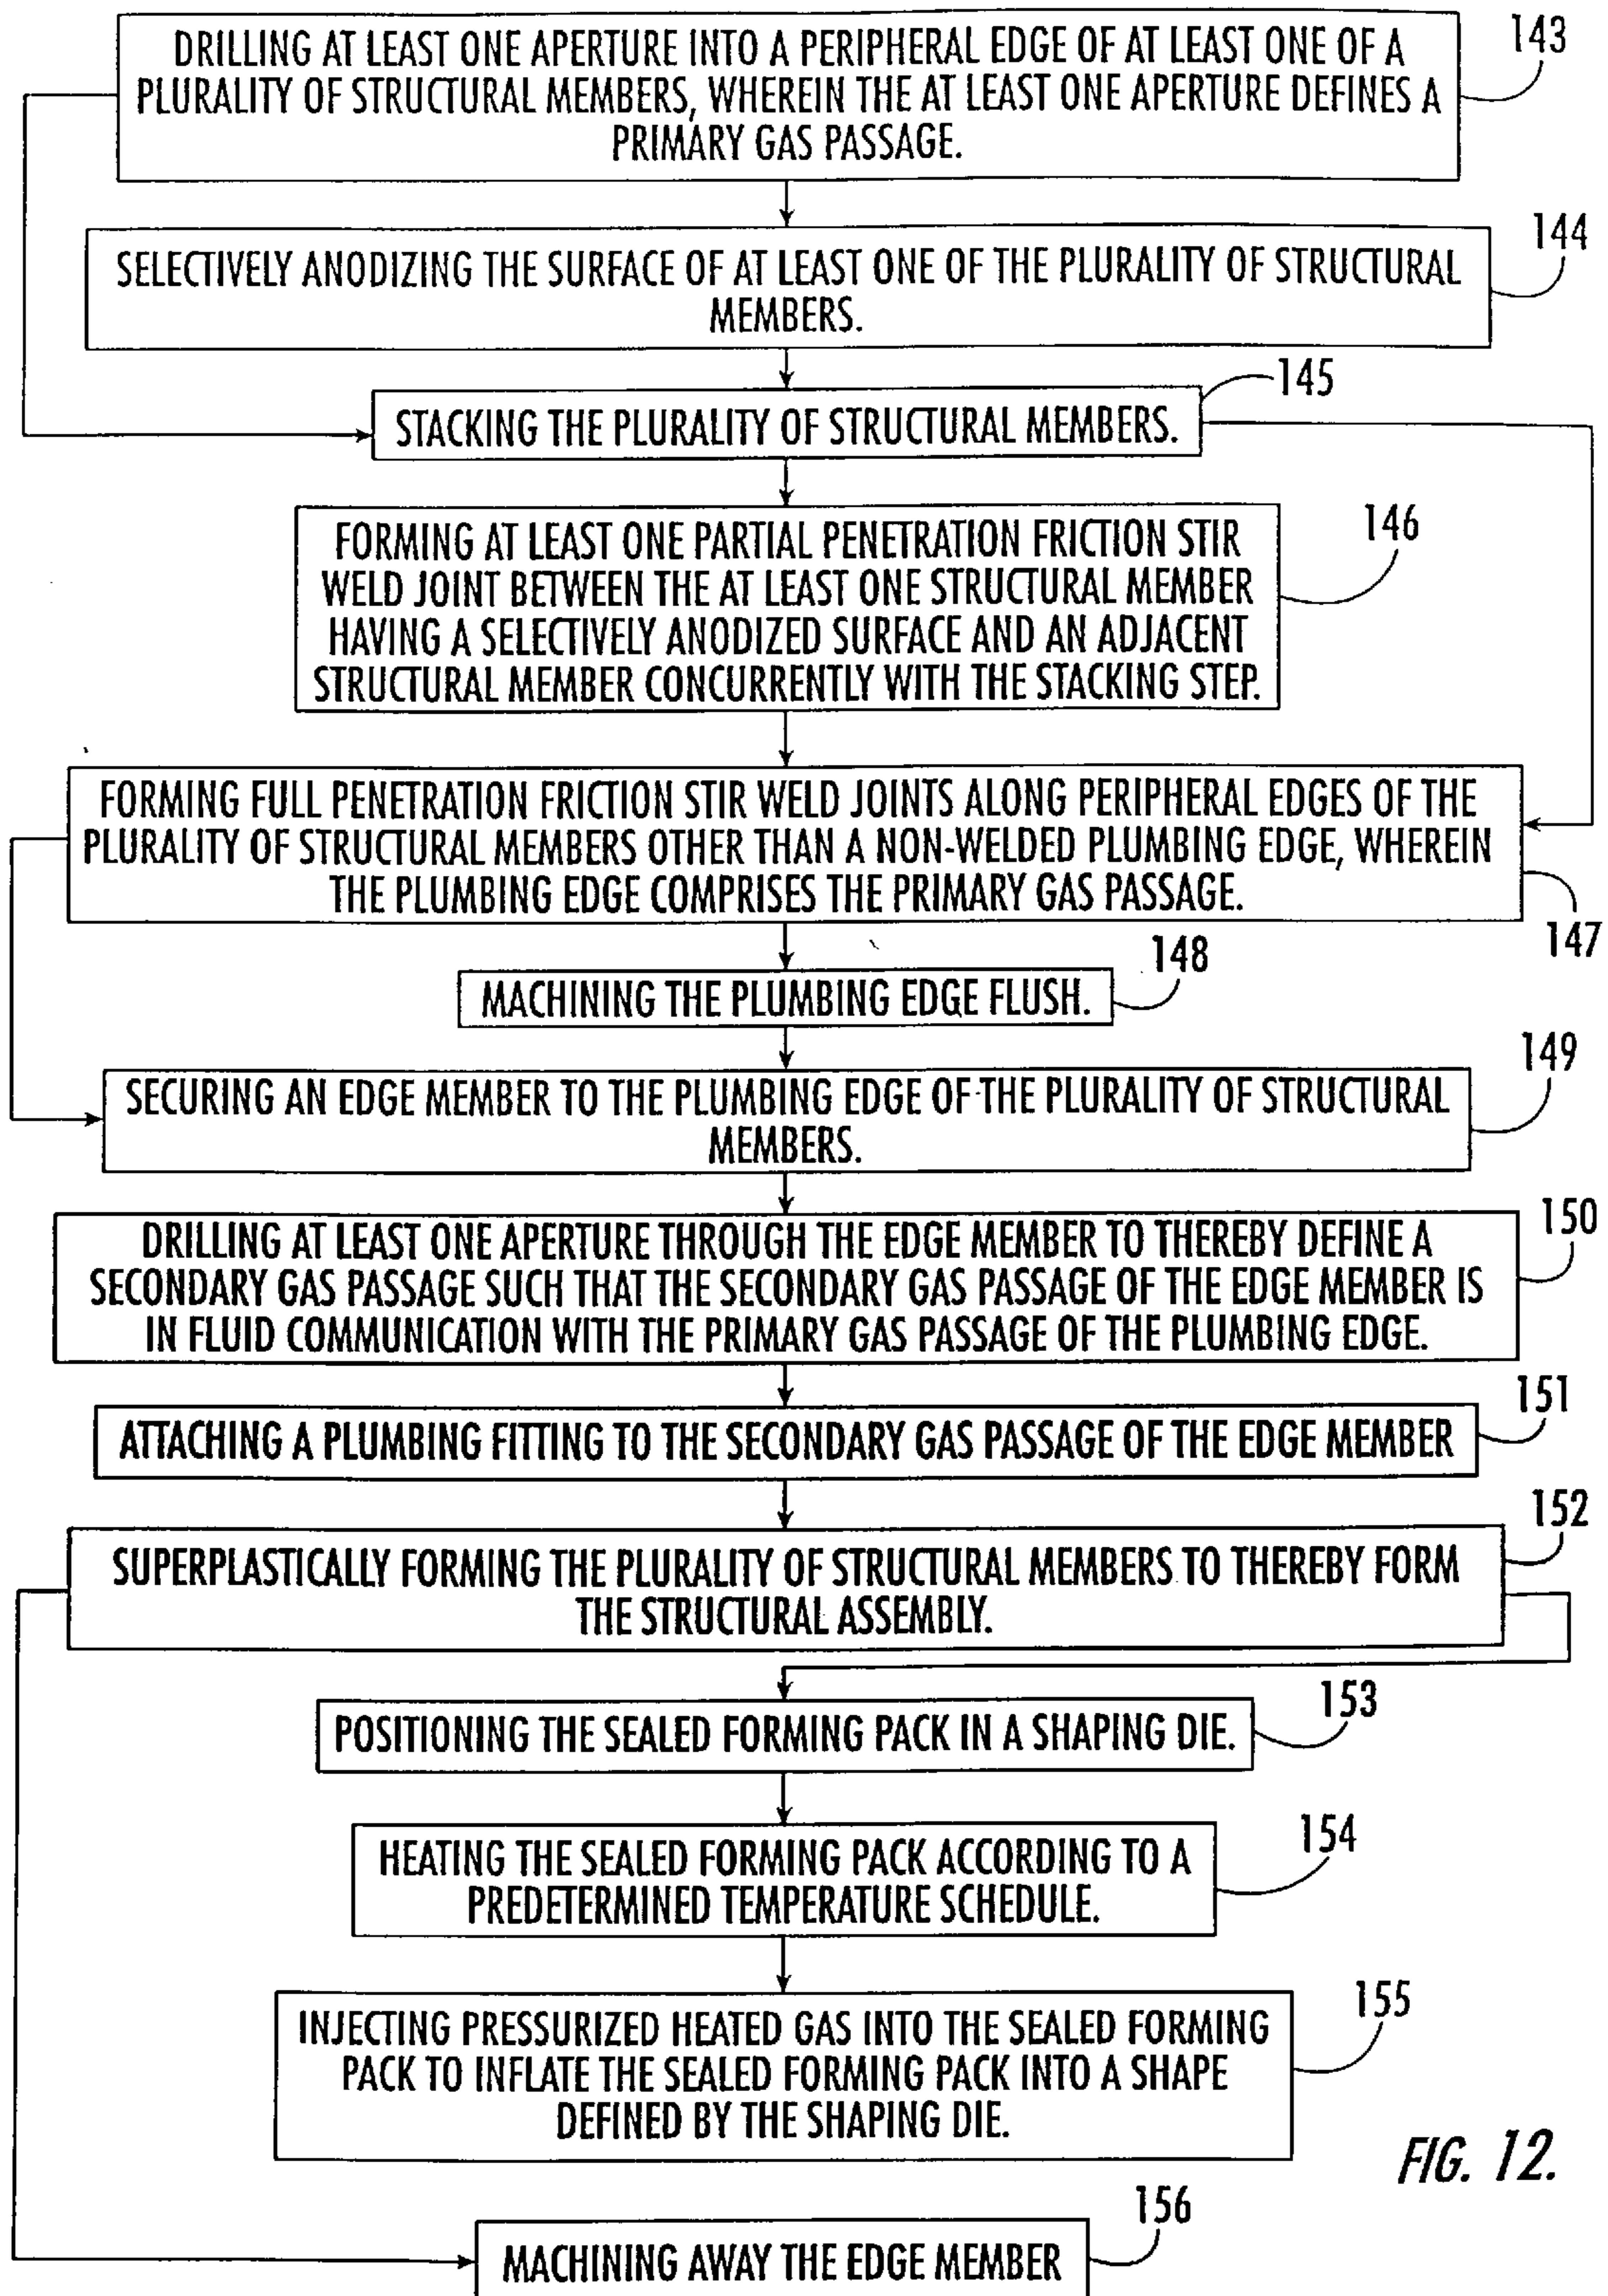 DRILLING AT LEAST ONE APERTURE INTO A PERIPHERAL EDGE OF AT LEAST ONE OF A
PLURALITY OF STRUCTURAL MEMBERS, WHEREIN THE AT LEAST ONE APERTURE DEFINES A
PRIMARY GAS PASSAGE.
143
SELECTIVELY ANODIZING THE SURFACE OF AT LEAST ONE OF THE PLURALITY OF STRUCTURAL
MEMBERS.
144
STACKING THE PLURALITY OF STRUCTURAL MEMBERS.
145
FORMING AT LEAST ONE PARTIAL PENETRATION FRICTION STIR
WELD JOINT BETWEEN THE AT LEAST ONE STRUCTURAL MEMBER
HAVING A SELECTIVELY ANODIZED SURFACE AND AN ADJACENT
STRUCTURAL MEMBER CONCURRENTLY WITH THE STACKING STEP.
146
FORMING FULL PENETRATION FRICTION STIR WELD JOINTS ALONG PERIPHERAL EDGES OF THE
PLURALITY OF STRUCTURAL MEMBERS OTHER THAN A NON-WELDED PLUMBING EDGE, WHEREIN
THE PLUMBING EDGE COMPRISES THE PRIMARY GAS PASSAGE.
147
MACHINING THE PLUMBING EDGE FLUSH.
148
SECURING AN EDGE MEMBER TO THE PLUMBING EDGE OF THE PLURALITY OF STRUCTURAL
MEMBERS.
149
DRILLING AT LEAST ONE APERTURE THROUGH THE EDGE MEMBER TO THEREBY DEFINE A
SECONDARY GAS PASSAGE SUCH THAT THE SECONDARY GAS PASSAGE OF THE EDGE MEMBER IS
IN FLUID COMMUNICATION WITH THE PRIMARY GAS PASSAGE OF THE PLUMBING EDGE.
150
ATTACHING A PLUMBING FITTING TO THE SECONDARY GAS PASSAGE OF THE EDGE MEMBER
151
SUPERPLASTICALLY FORMING THE PLURALITY OF STRUCTURAL MEMBERS TO THEREBY FORM
THE STRUCTURAL ASSEMBLY.
152
POSITIONING THE SEALED FORMING PACK IN A SHAPING DIE.
153
HEATING THE SEALED FORMING PACK ACCORDING TO A
PREDETERMINED TEMPERATURE SCHEDULE.
154
INJECTING PRESSURIZED HEATED GAS INTO THE SEALED FORMING
PACK TO INFLATE THE SEALED FORMING PACK INTO A SHAPE
DEFINED BY THE SHAPING DIE.
155
FIG. 12.
MACHINING AWAY THE EDGE MEMBER
156